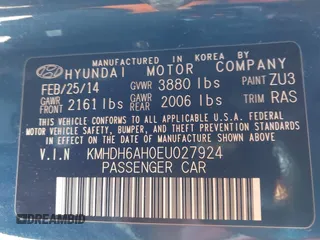 MANUFACTURED IN KOREA BY
HYUNDAI MOTOR COMPANY
FEB/25/14 GVWR 3880 lbs PAINT ZU3
GAWR FRONT 2161 lbs GAWR REAR 2006 lbs TRIM RAS
THIS VEHICLE CONFORMS TO ALL APPLICABLE U.S.A FEDERAL MOTOR
VEHICLE SAFETY, BUMPER, AND THEFT PREVENTION STANDARDS
IN EFFECT ON THE DATE OF MANUFACTURE SHOWN ABOVE.
V.I.N KMHDH6AH0EU027924
PASSENGER CAR
DREAMBID